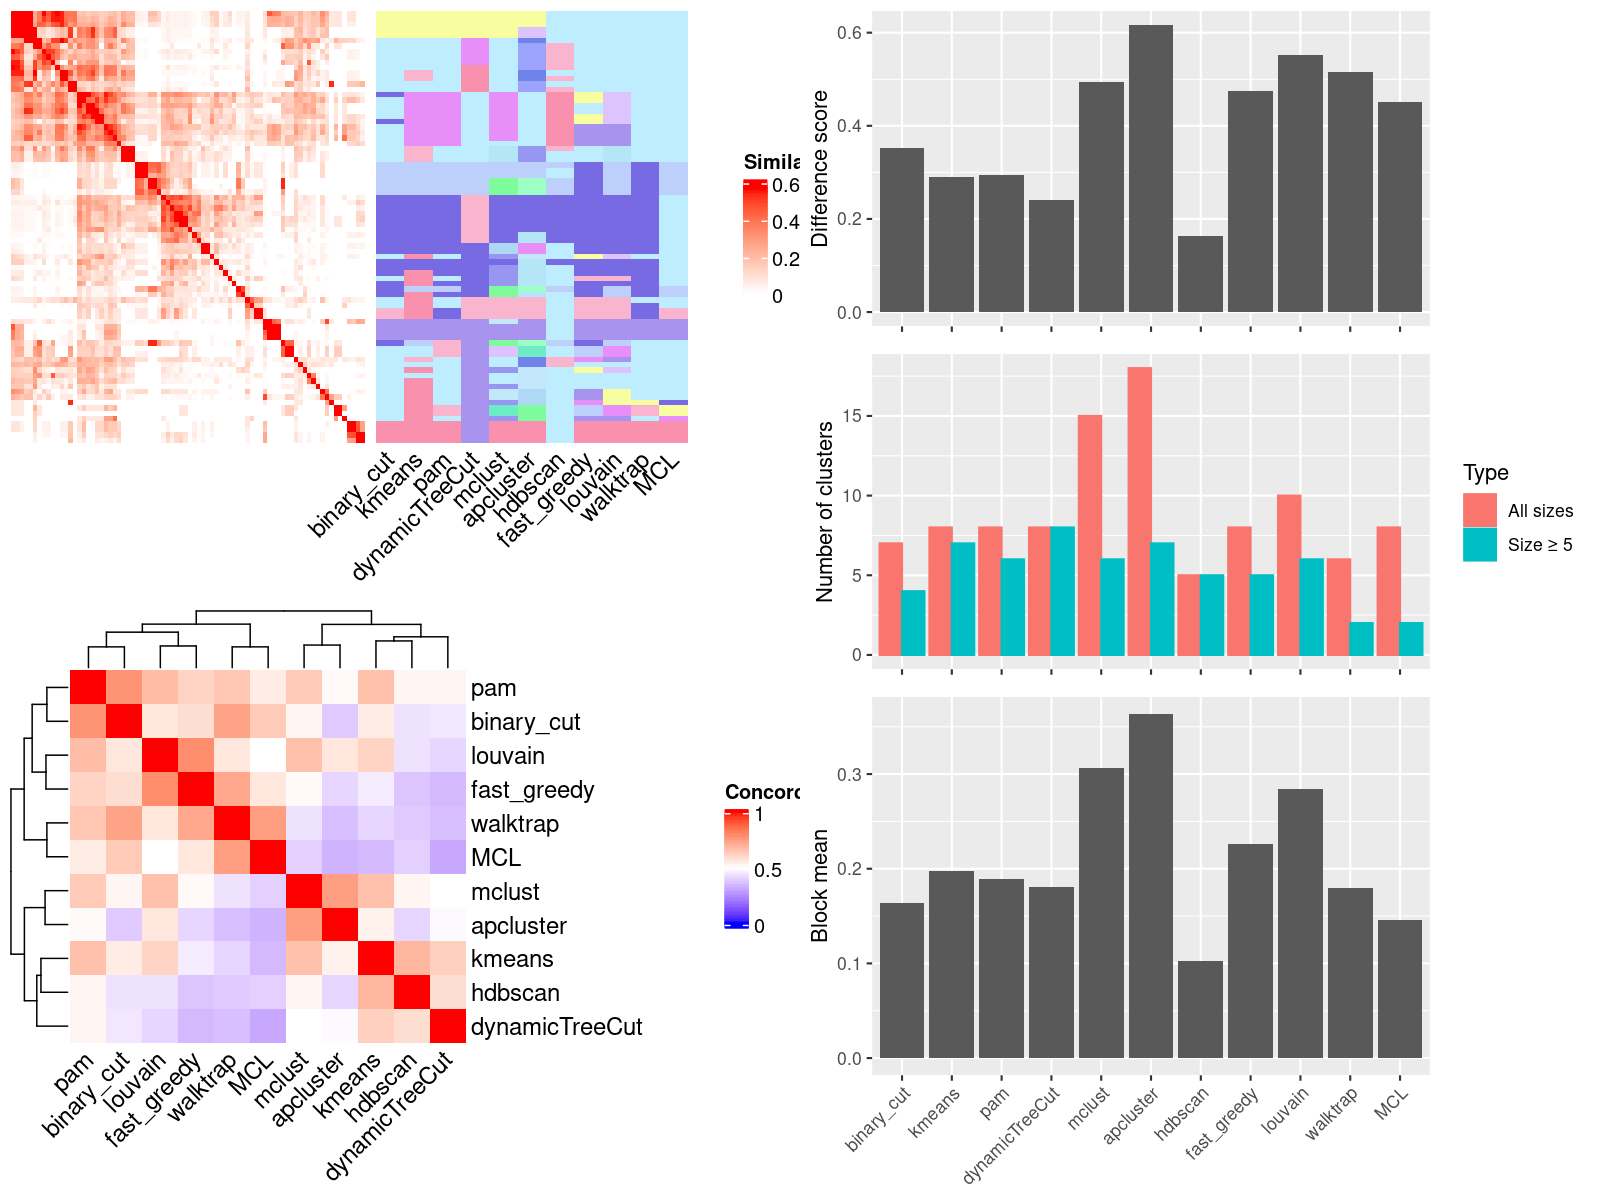 Simila
0.6
0.4
0.2
0
binary_cut
kmeans
pam
dynamicTreeCut
mclust
apcluster
hdbscan
fast_greedy
louvain
walktrap
MCL
pam
binary_cut
louvain
fast_greedy
walktrap
MCL
mclust
apcluster
kmeans
hdbscan
dynamicTreeCut
pam
binary_cut
louvain
fast_greedy
walktrap
MCL
mclust
apcluster
kmeans
hdbscan
dynamicTreeCut
Concord
1
0.5
0
Difference score
0.6
0.4
0.2
0.0
Number of clusters
15
10
5
0
Type
All sizes
Size ≥ 5
Block mean
0.3
0.2
0.1
0.0
binary_cut
kmeans
pam
dynamicTreeCut
mclust
apcluster
hdbscan
fast_greedy
louvain
walktrap
MCL